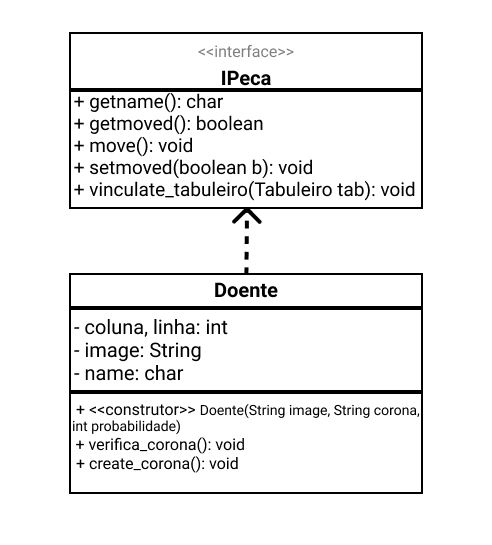 <<interface>>
IPeca
+ getname(): char
+ getmoved(): boolean
+ move(): void
+ setmoved(boolean b): void
+ vinculate_tabuleiro(Tabuleiro tab): void
Doente
- coluna, linha: int
- image: String
- name: char
+ <<construtor>> Doente(String image, String corona,
int probabilidade)
+ verifica_corona(): void
+ create_corona(): void